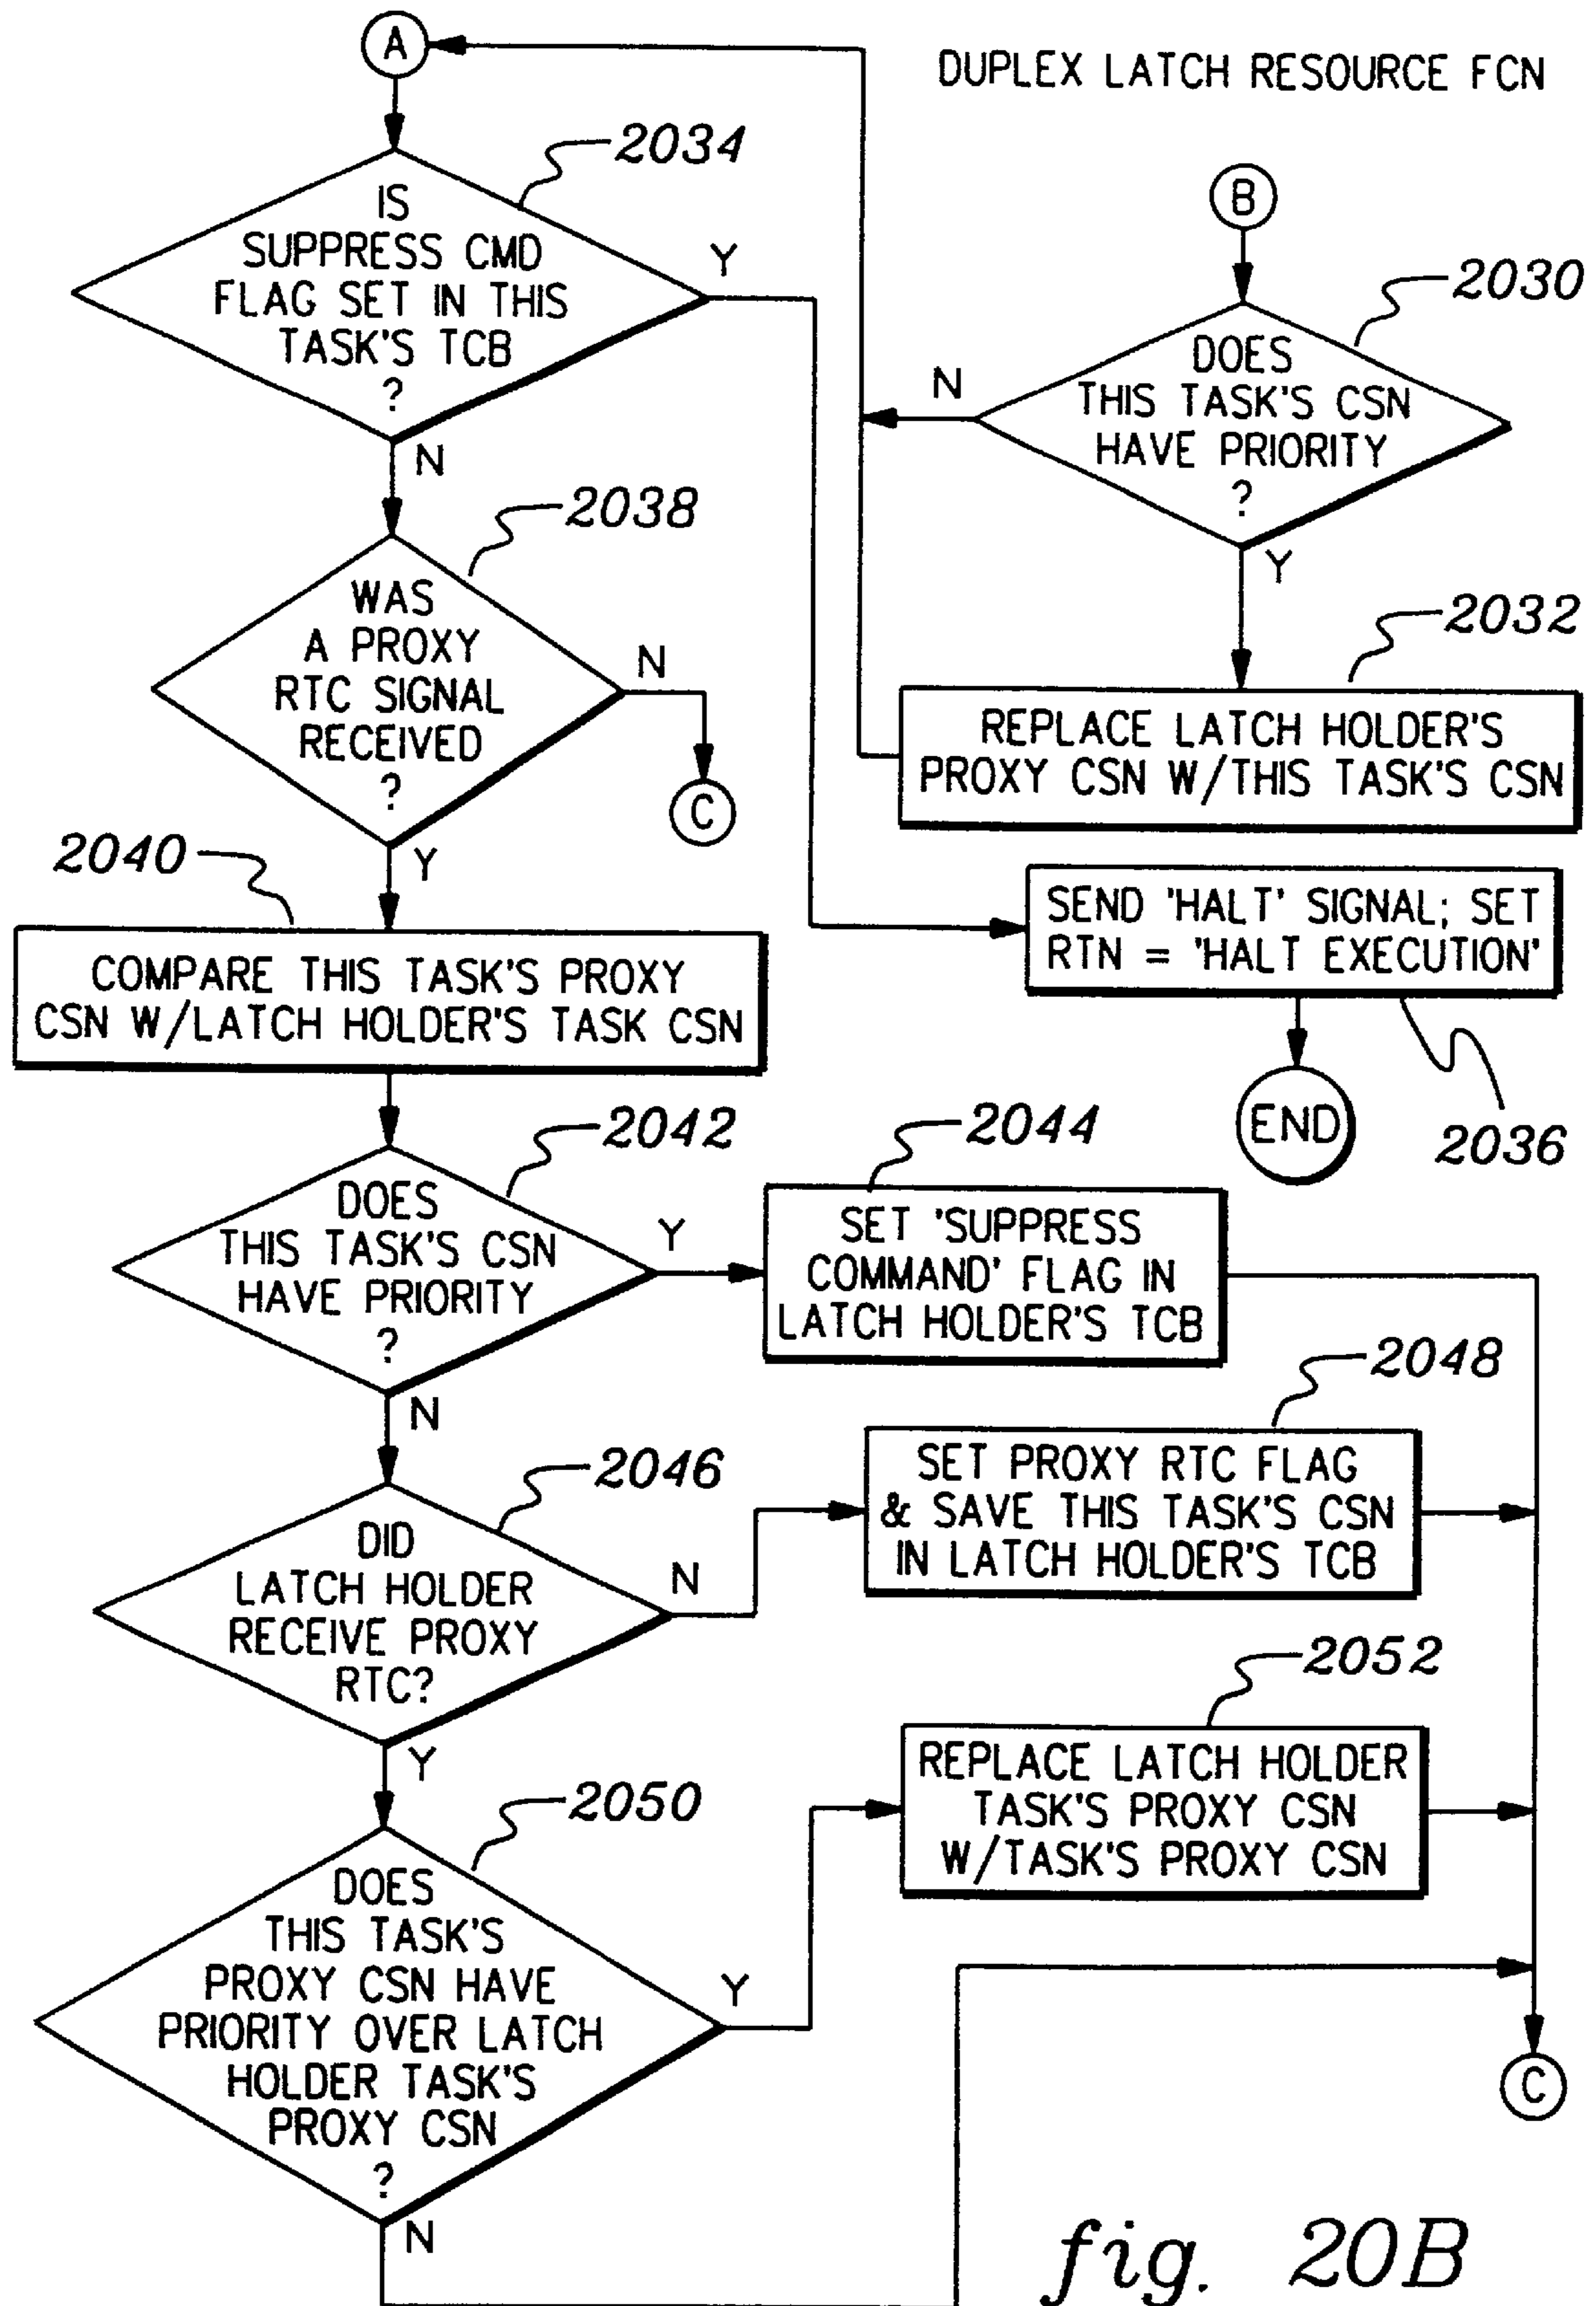 A
DUPLEX LATCH RESOURCE FCN
2034
IS
SUPPRESS CMD
FLAG SET IN THIS
TASK'S TCB
?
Y
N
B
2030
DOES
THIS TASK'S CSN
HAVE PRIORITY
?
N
Y
2038
WAS
A PROXY
RTC SIGNAL
RECEIVED
?
N
C
Y
2032
REPLACE LATCH HOLDER'S
PROXY CSN W/THIS TASK'S CSN
2040
COMPARE THIS TASK'S PROXY
CSN W/LATCH HOLDER'S TASK CSN
SEND 'HALT' SIGNAL; SET
RTN = 'HALT EXECUTION'
END
2036
2042
DOES
THIS TASK'S CSN
HAVE PRIORITY
?
Y
N
2044
SET 'SUPPRESS
COMMAND' FLAG IN
LATCH HOLDER'S TCB
2046
DID
LATCH HOLDER
RECEIVE PROXY
RTC?
N
Y
2048
SET PROXY RTC FLAG
& SAVE THIS TASK'S CSN
IN LATCH HOLDER'S TCB
2050
DOES
THIS TASK'S
PROXY CSN HAVE
PRIORITY OVER LATCH
HOLDER TASK'S
PROXY CSN
?
Y
N
2052
REPLACE LATCH HOLDER
TASK'S PROXY CSN
W/TASK'S PROXY CSN
C
fig. 20B